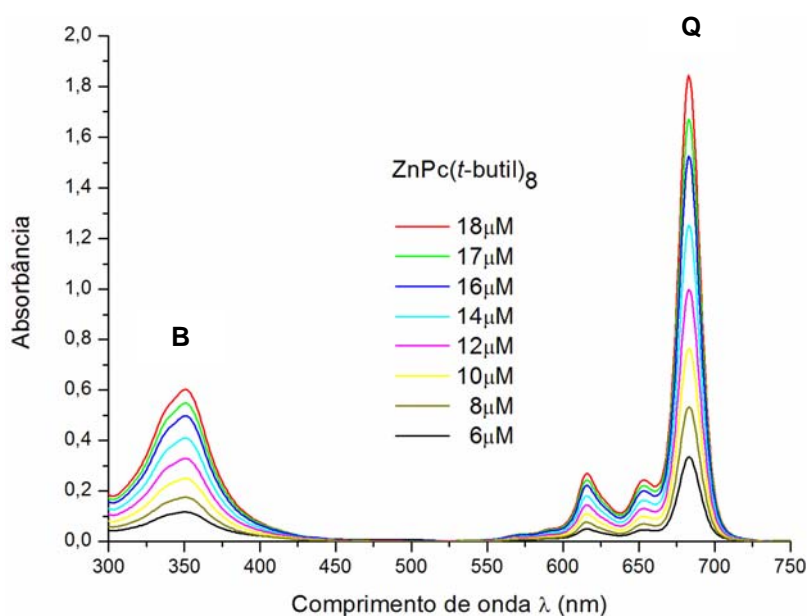 Q
2,0
1,8
1,6
1,4
1,2
1,0
0,8
0,6
0,4
0,2
0,0
Absorbância
B
ZnPc(t-butil)8
18μM
17μM
16μM
14μM
12μM
10μM
8μM
6μM
300 350 400 450 500 550 600 650 700 750
Comprimento de onda λ (nm)